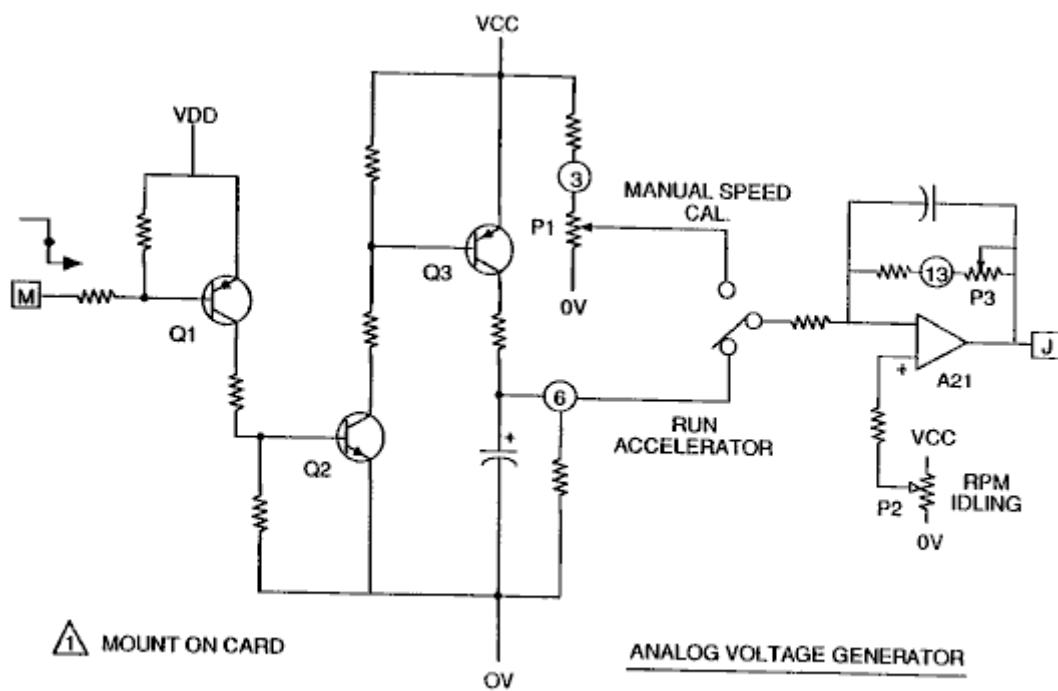 VCC
VDD
3
MANUAL SPEED
CAL.
P1
M
Q1
Q3
0V
13
P3
J
A21
+
6
+
RUN
ACCELERATOR
Q2
VCC
P2
RPM
IDLING
0V
1 MOUNT ON CARD
ANALOG VOLTAGE GENERATOR
OV